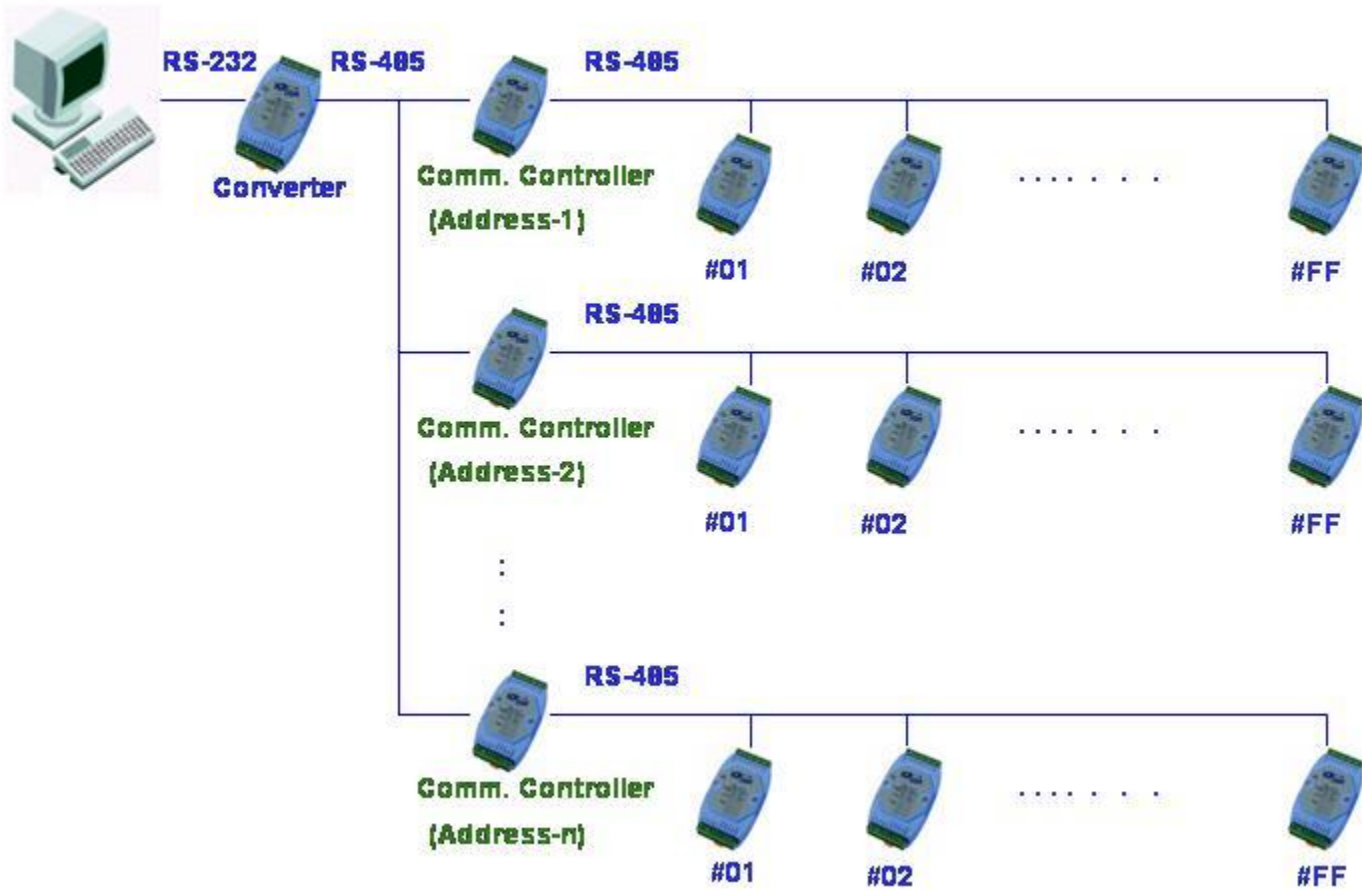 RS-232
RS-485
RS-485
Converter
Comm. Controller
(Address-1)
#01
#02
. . . . . . .
#FF
RS-485
Comm. Controller
(Address-2)
#01
#02
. . . . . . .
#FF
:
:
RS-485
Comm. Controller
(Address-n)
#01
#02
. . . . . . .
#FF